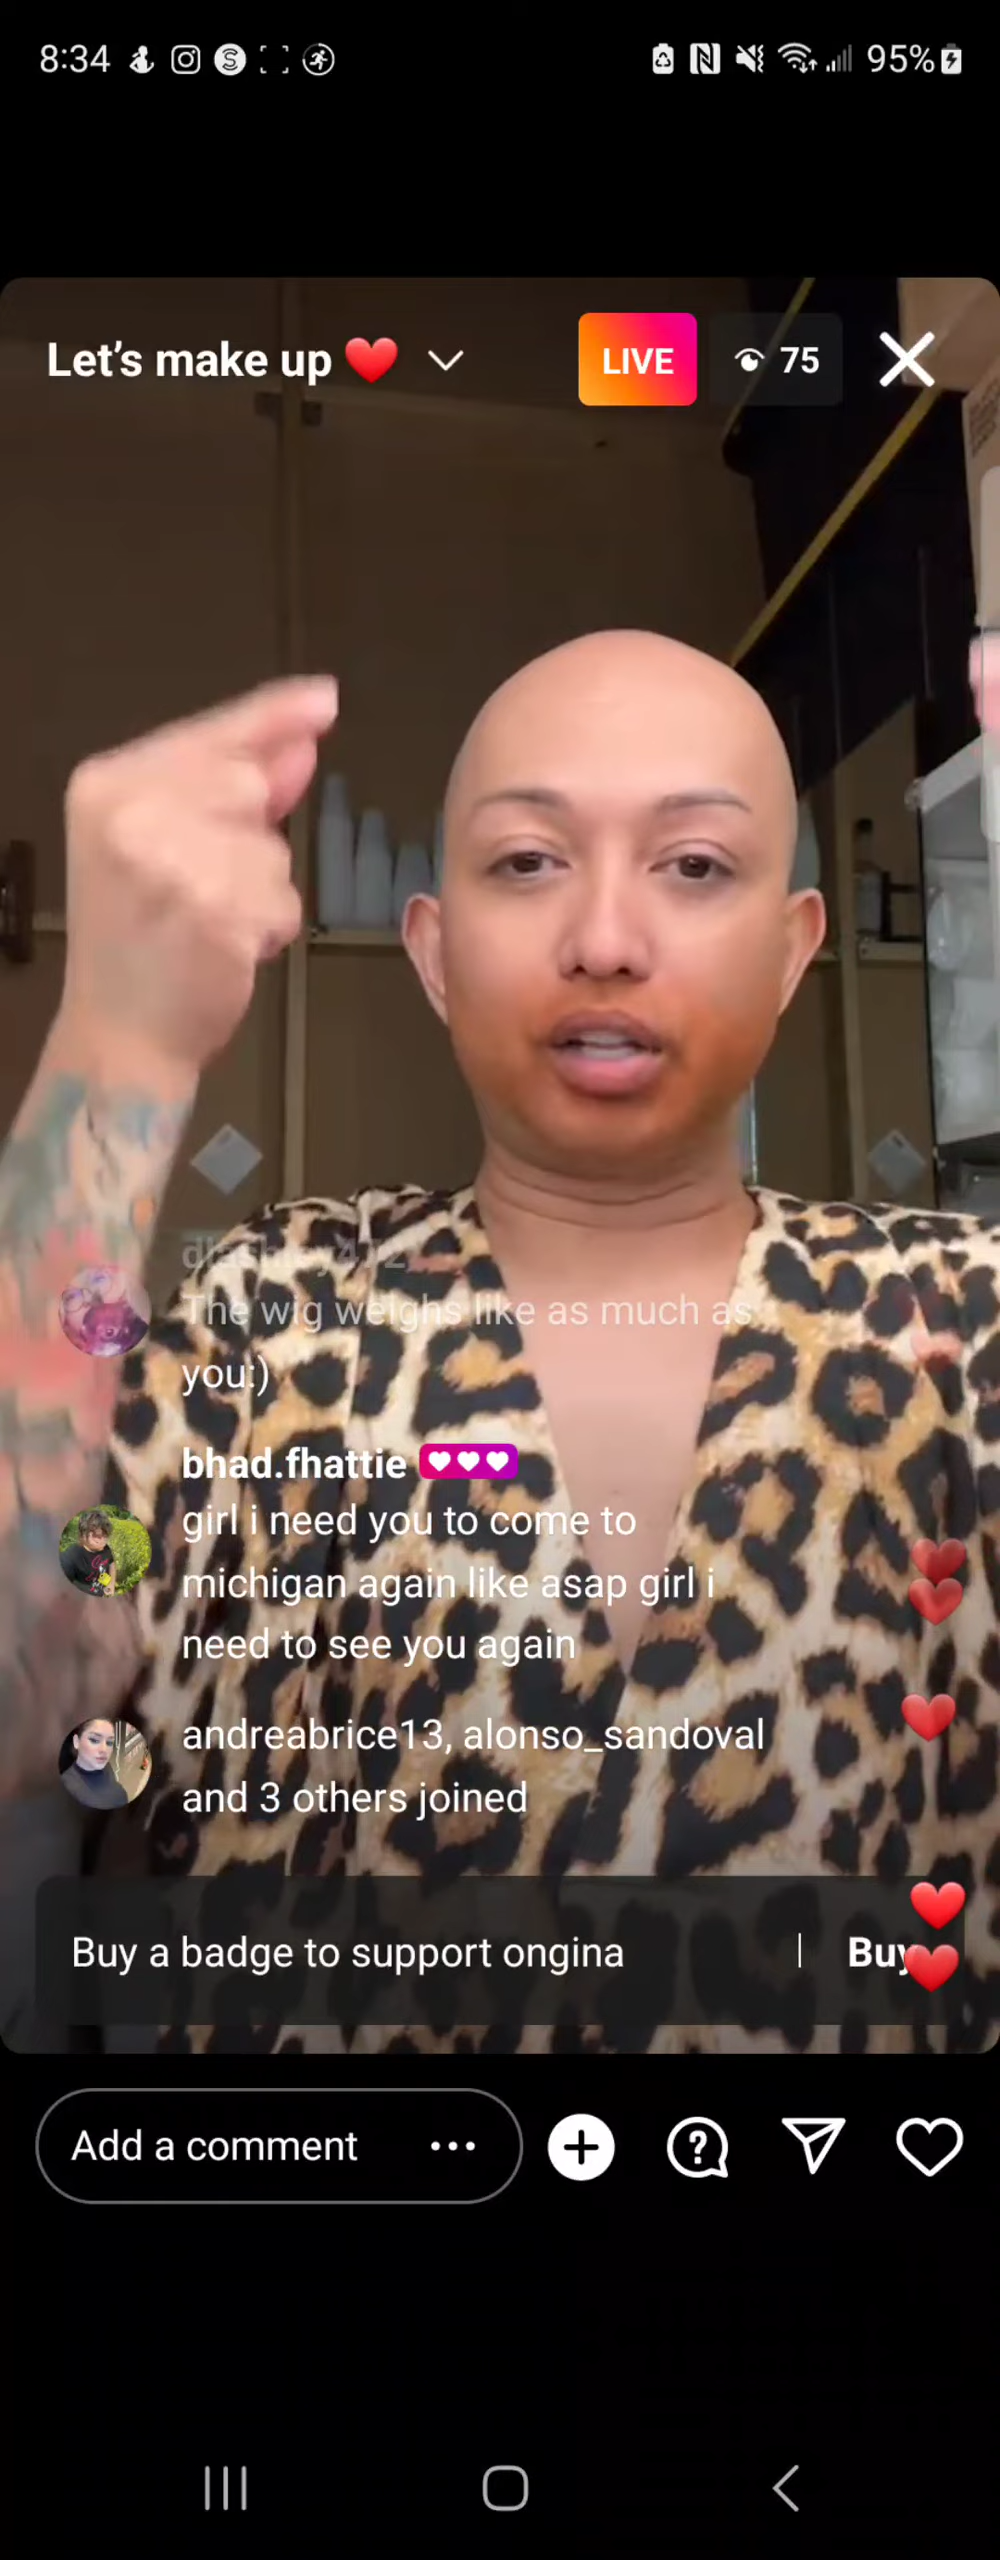 8:34
95%
Let’s make up ❤️
LIVE
75
The wig weighs like as much as
you:)
bhad.fhattie
girl i need you to come to
michigan again like asap girl i
need to see you again
andreabrice13, alonso_sandoval
and 3 others joined
Buy a badge to support ongina | Buy
Add a comment